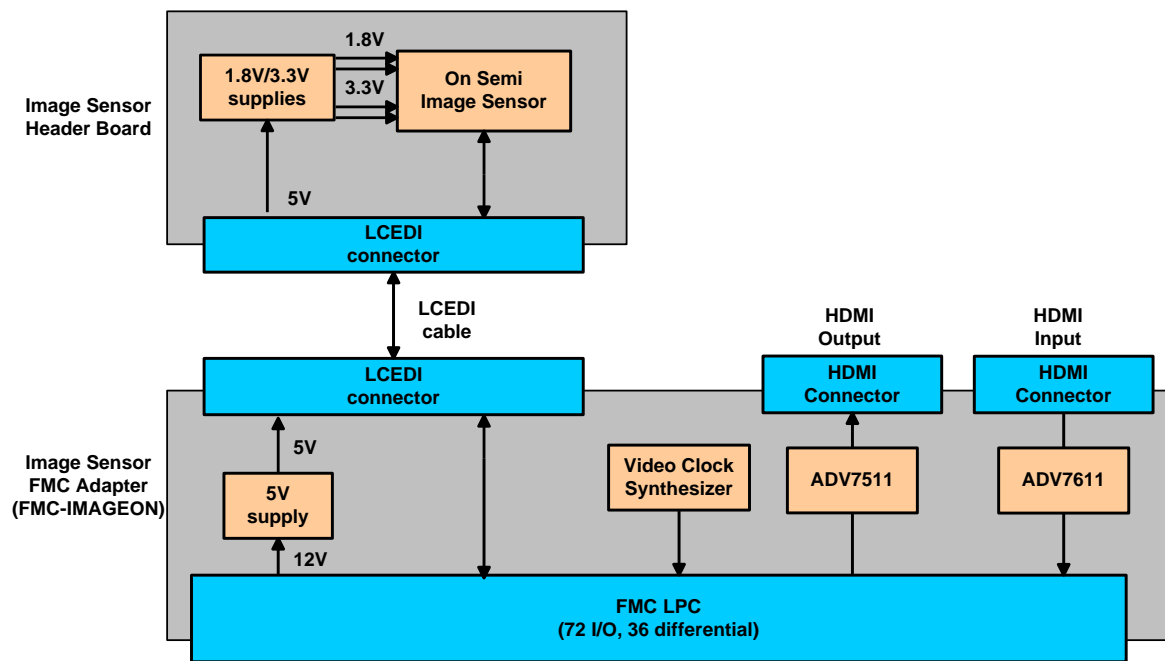 1.8V
1.8V/3.3V
supplies
3.3V
On Semi
Image Sensor
Image Sensor
Header Board
5V
LCEDI
connector
LCEDI
cable
HDMI
Output
HDMI
Input
LCEDI
connector
HDMI
Connector
HDMI
Connector
Image Sensor
FMC Adapter
(FMC-IMAGEON)
5V
5V
supply
12V
Video Clock
Synthesizer
ADV7511
ADV7611
FMC LPC
(72 I/O, 36 differential)